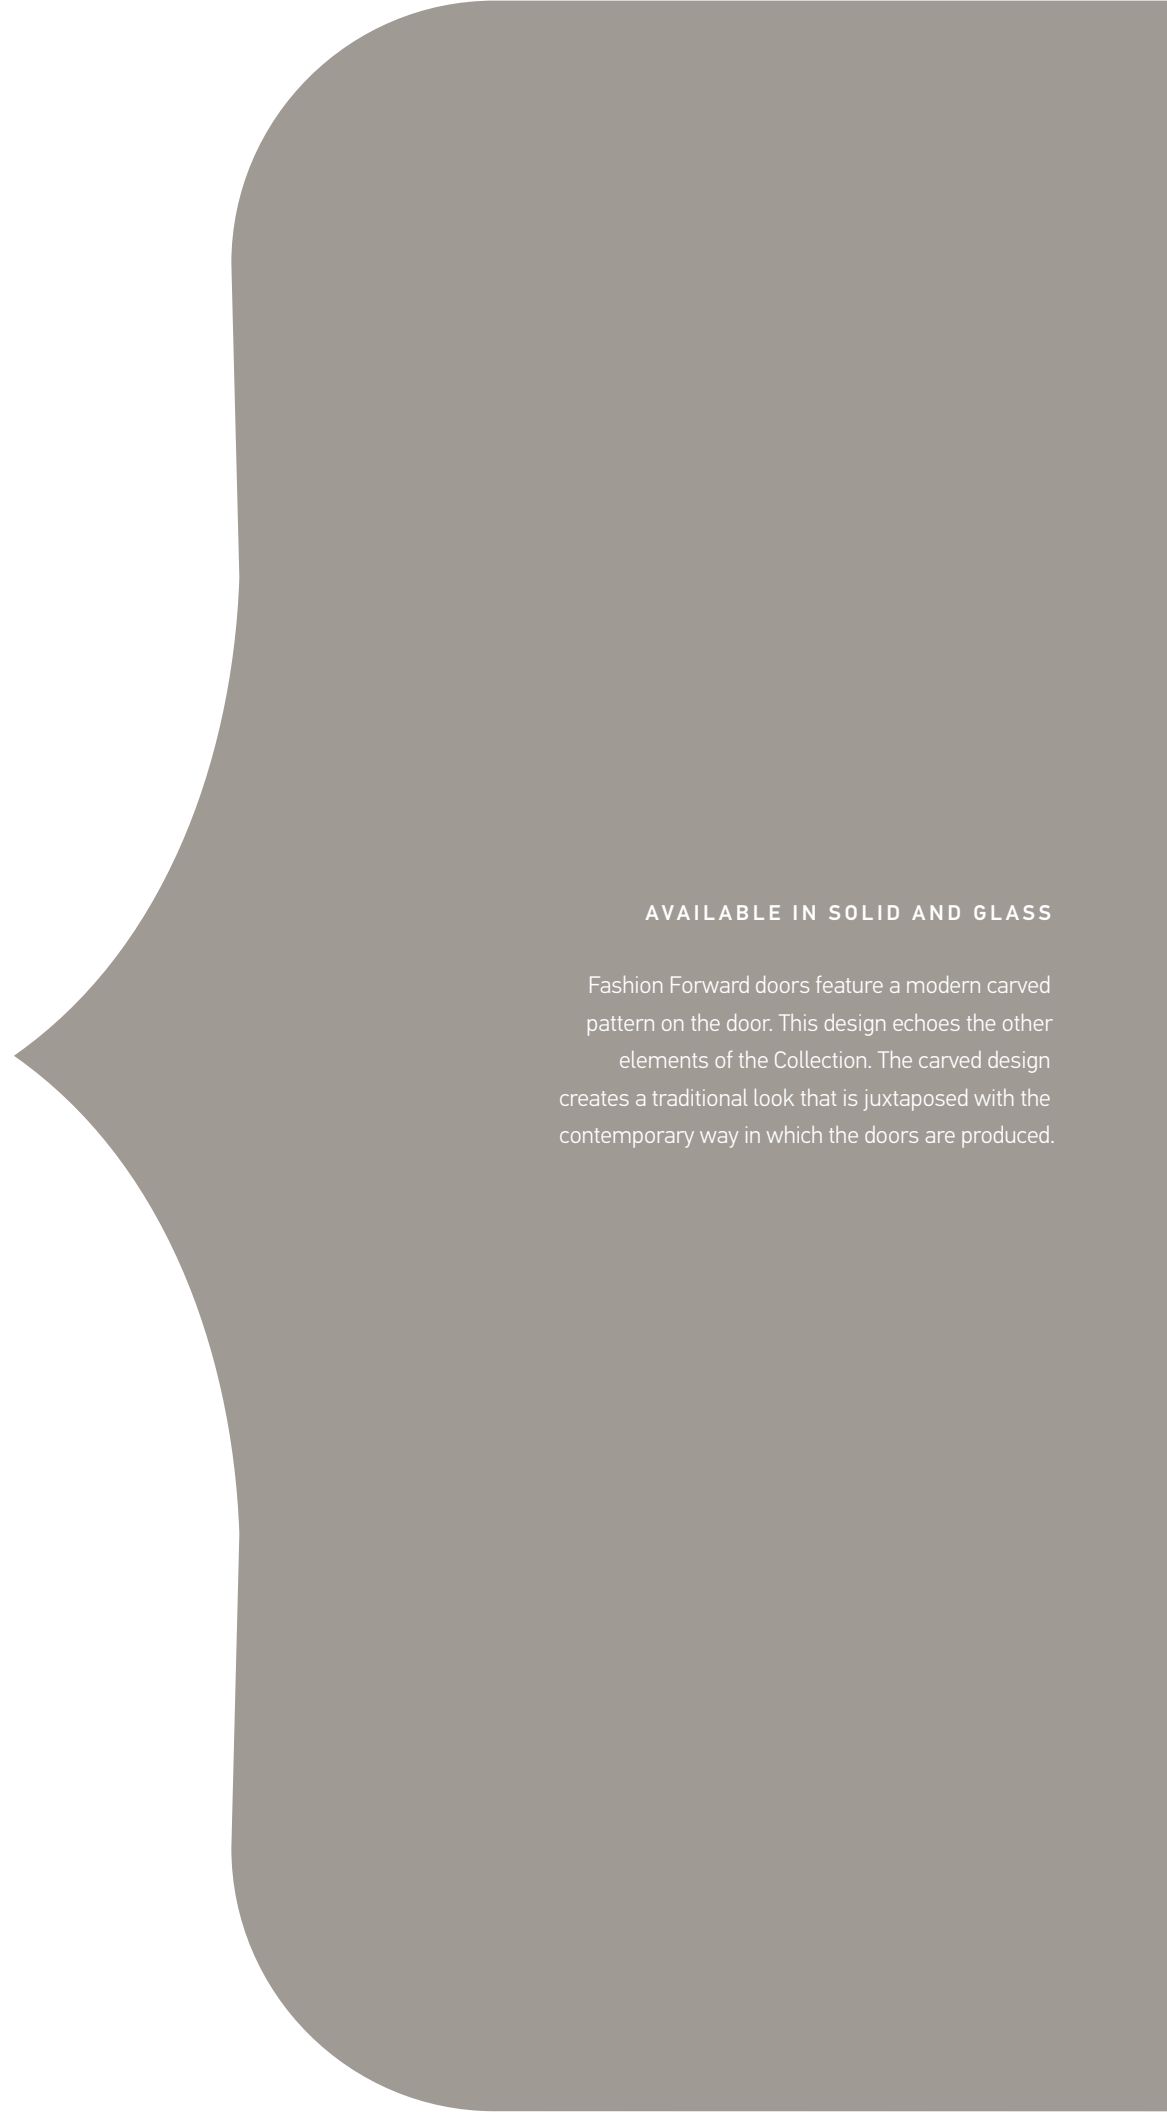 AVAILABLE IN SOLID AND GLASS
Fashion Forward doors feature a modern carved
pattern on the door. This design echoes the other
elements of the Collection. The carved design
creates a traditional look that is juxtaposed with the
contemporary way in which the doors are produced.